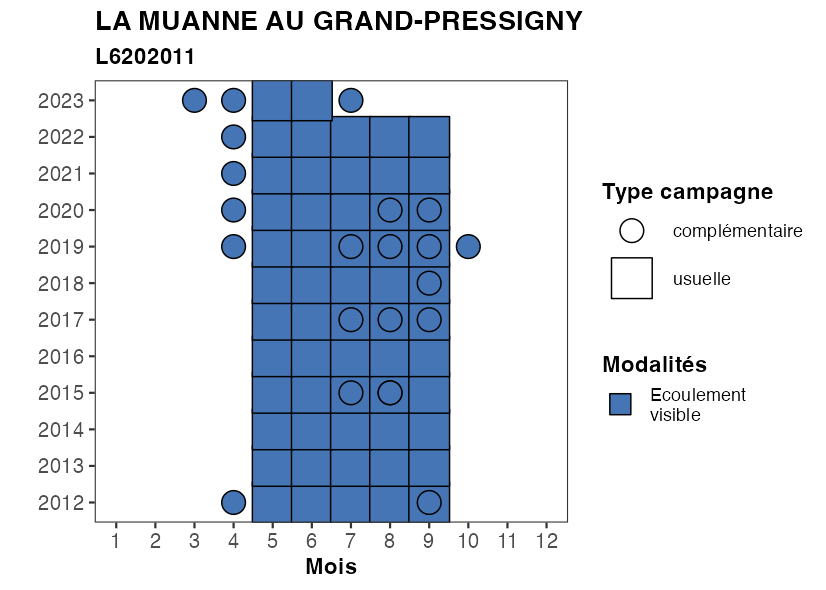 LA MUANNE AU GRAND-PRESSIGNY
L6202011
2023
2022
2021
2020
2019
2018
2017
2016
2015
2014
2013
2012
1 2 3 4 5 6 7 8 9 10 11 12
Mois
Type campagne
complémentaire
usuelle
Modalités
Ecoulement
visible